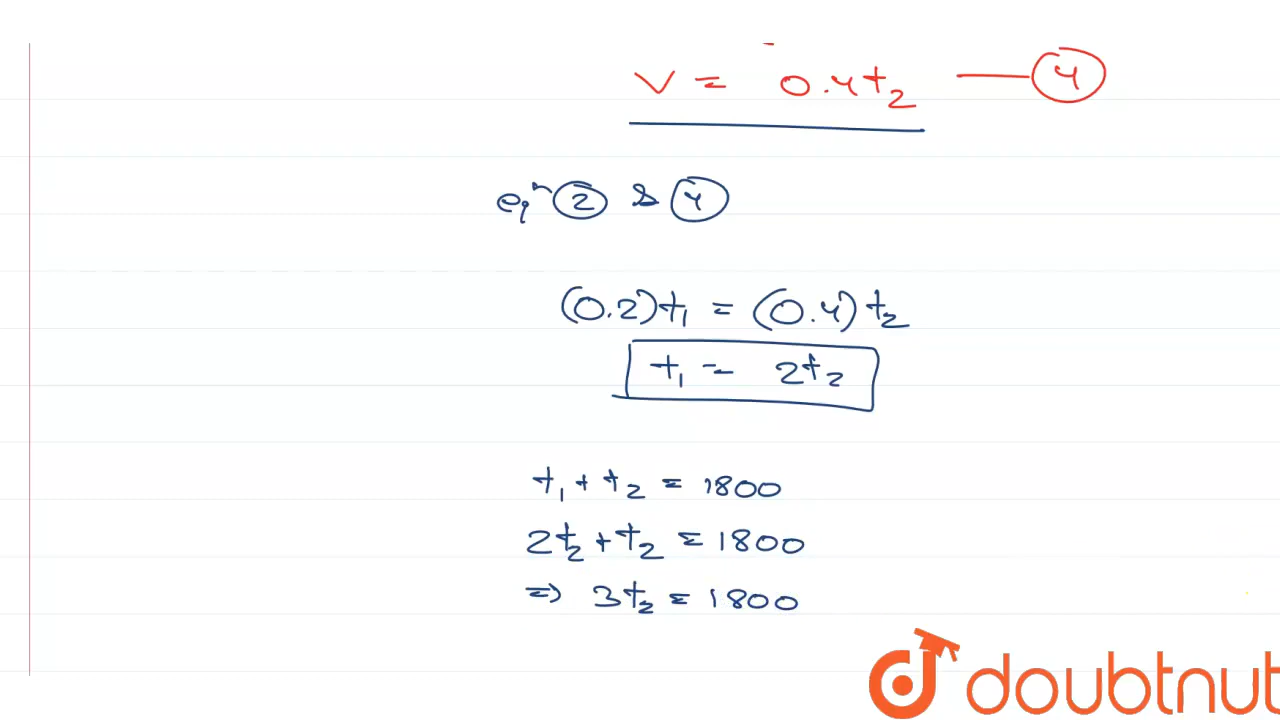 V = 0.4t₂ — ④
eqⁿ ② & ④
(0.2)t₁ = (0.4)t₂
t₁ = 2t₂
t₁ + t₂ = 1800
2t₂ + t₂ = 1800
⇒ 3t₂ = 1800
doubtnut